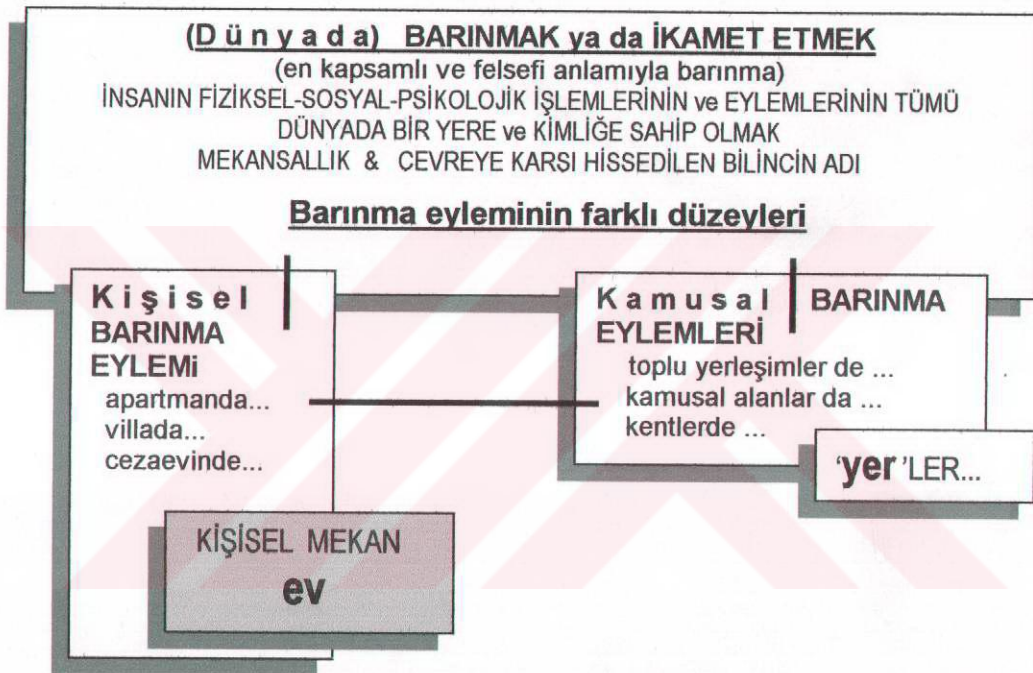 (D ü n y a d a) BARINMAK ya da İKAMET ETMEK
(en kapsamlı ve felsefi anlamıyla barınma)
İNSANIN FİZİKSEL-SOSYAL-PSİKOLOJİK İŞLEMLERİNİN ve EYLEMLERİNİN TÜMÜ
DÜNYADA BİR YERE ve KİMLİĞE SAHİP OLMAK
MEKANSALLIK & ÇEVREYE KARŞI HİSSEDİLEN BİLİNCİN ADI
Barınma eyleminin farklı düzeyleri
K i ş i s e l
BARINMA
EYLEMi
apartmanda...
villada...
cezaevinde...
KİŞİSEL MEKAN
ev
K a m u s a l BARINMA
EYLEMLERİ
toplu yerleşimler de ...
kamusal alanlar da ...
kentlerde ...
'yer'LER...